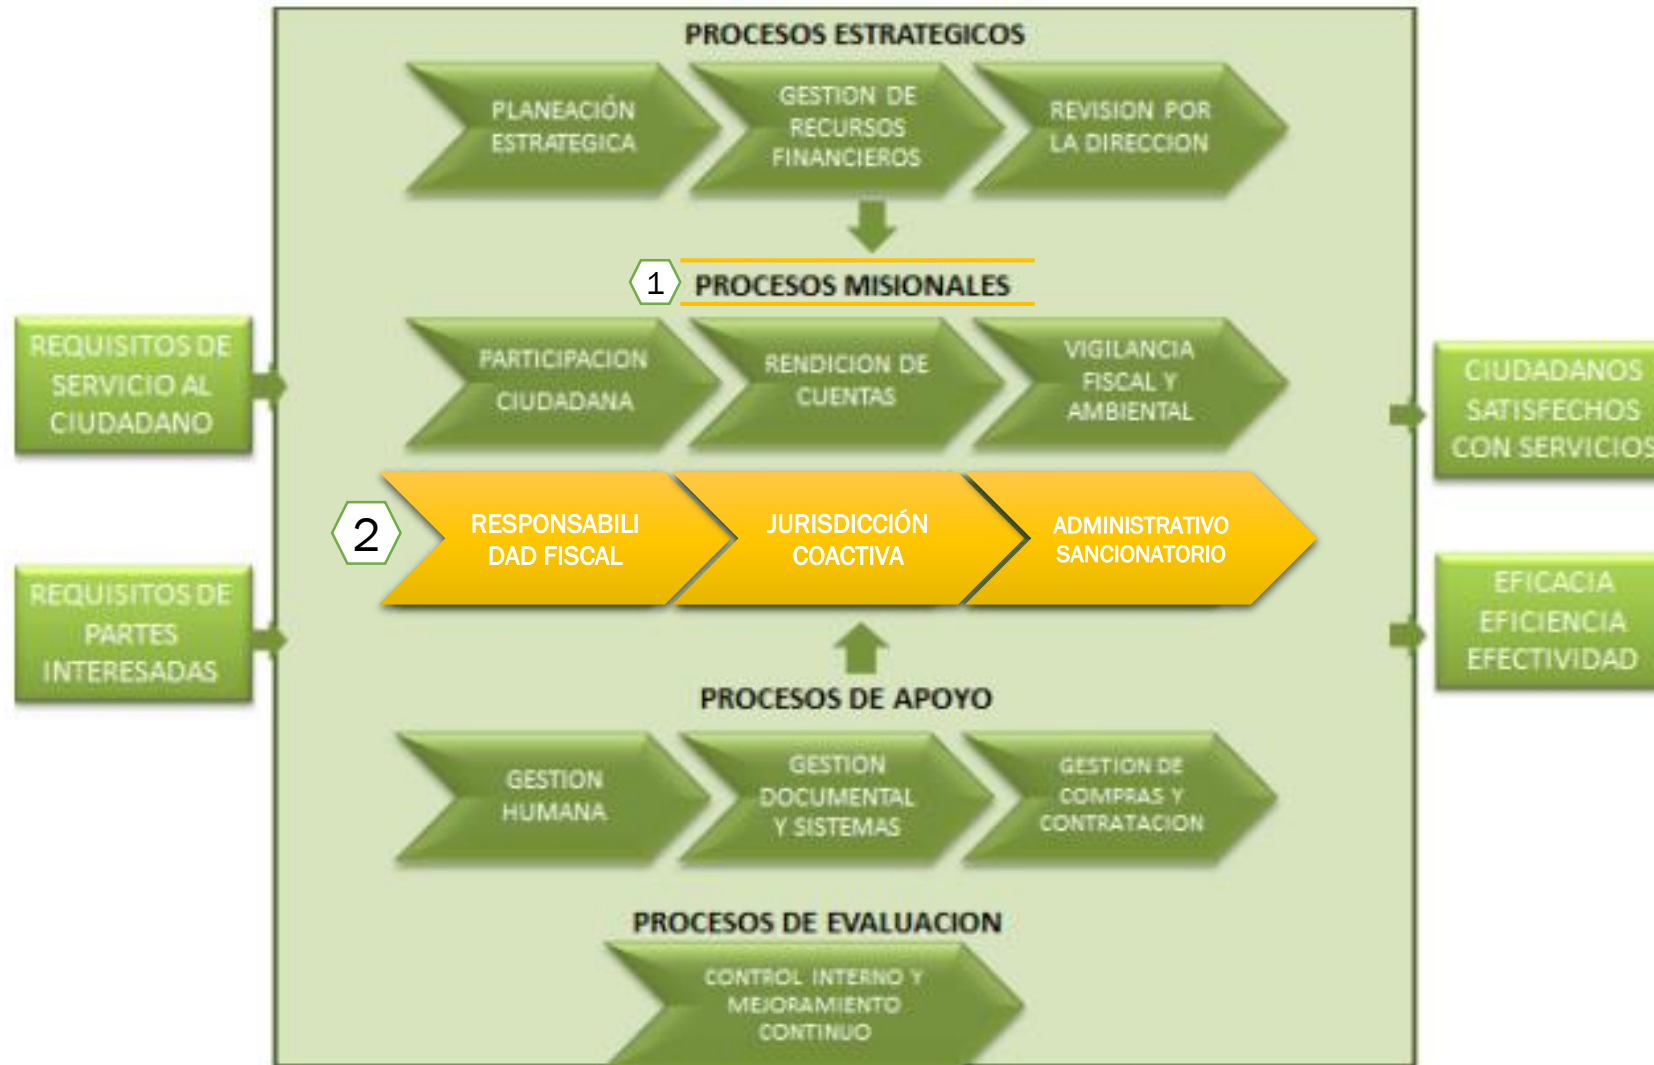 PROCESOS ESTRATEGICOS
PLANEACIÓN
ESTRATEGICA
GESTION DE
RECURSOS
FINANCIEROS
REVISION POR
LA DIRECCION
1
PROCESOS MISIONALES
PARTICIPACION
CIUDADANA
RENDICION DE
CUENTAS
VIGILANCIA
FISCAL Y
AMBIENTAL
REQUISITOS DE
SERVICIO AL
CIUDADANO
CIUDADANOS
SATISFECHOS
CON SERVICIOS
2
RESPONSABILI
DAD FISCAL
JURISDICCIÓN
COACTIVA
ADMINISTRATIVO
SANCIONATORIO
REQUISITOS DE
PARTES
INTERESADAS
EFICACIA
EFICIENCIA
EFECTIVIDAD
PROCESOS DE APOYO
GESTION
HUMANA
GESTION
DOCUMENTAL
Y SISTEMAS
GESTION DE
COMPRAS Y
CONTRATACION
PROCESOS DE EVALUACION
CONTROL INTERNO Y
MEJORAMIENTO
CONTINUO